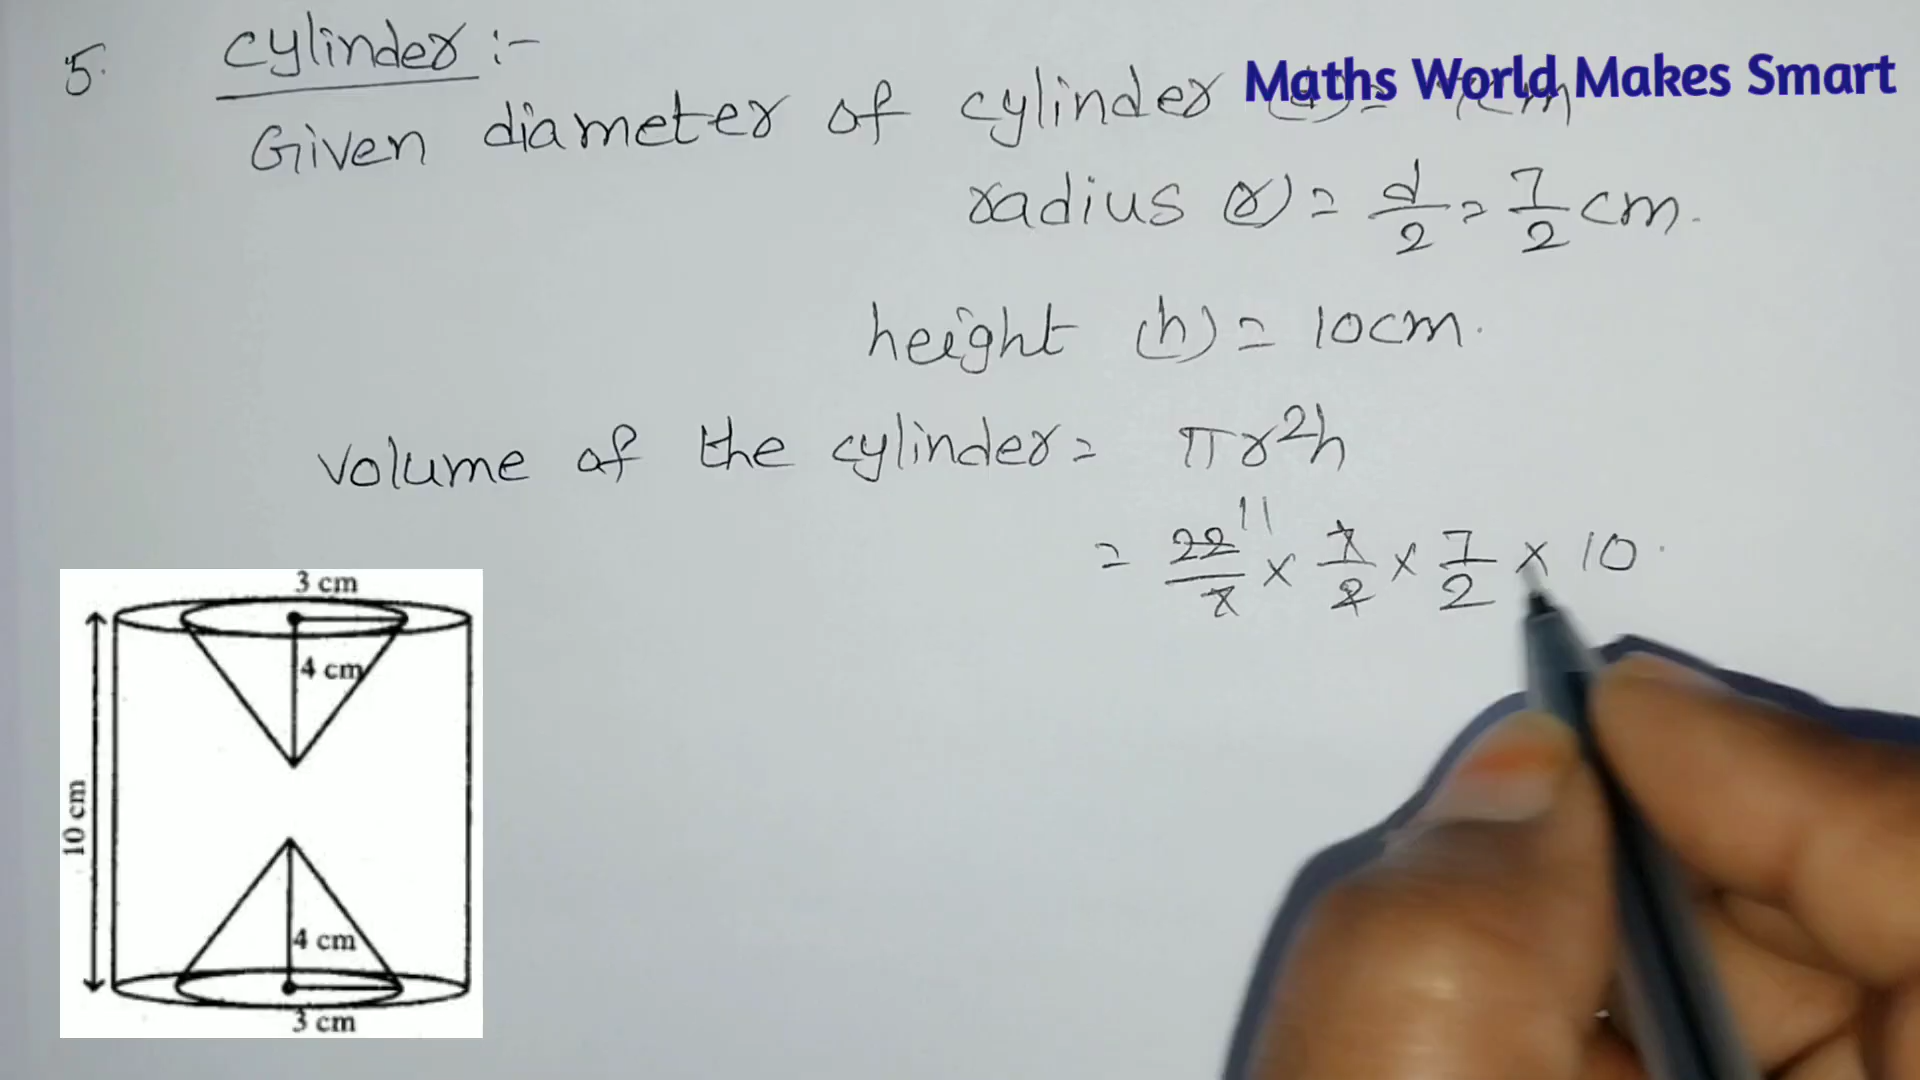 5. cylinder :-
Maths World Makes Smart
Given diameter of cylinder (d) = 7cm
radius (r) = d/2 = 7/2 cm.
height (h) = 10cm.
Volume of the cylinder = πr²h
= 22/7 11 × 7/2 × 7/2 × 10
3 cm
4 cm
10 cm
4 cm
3 cm